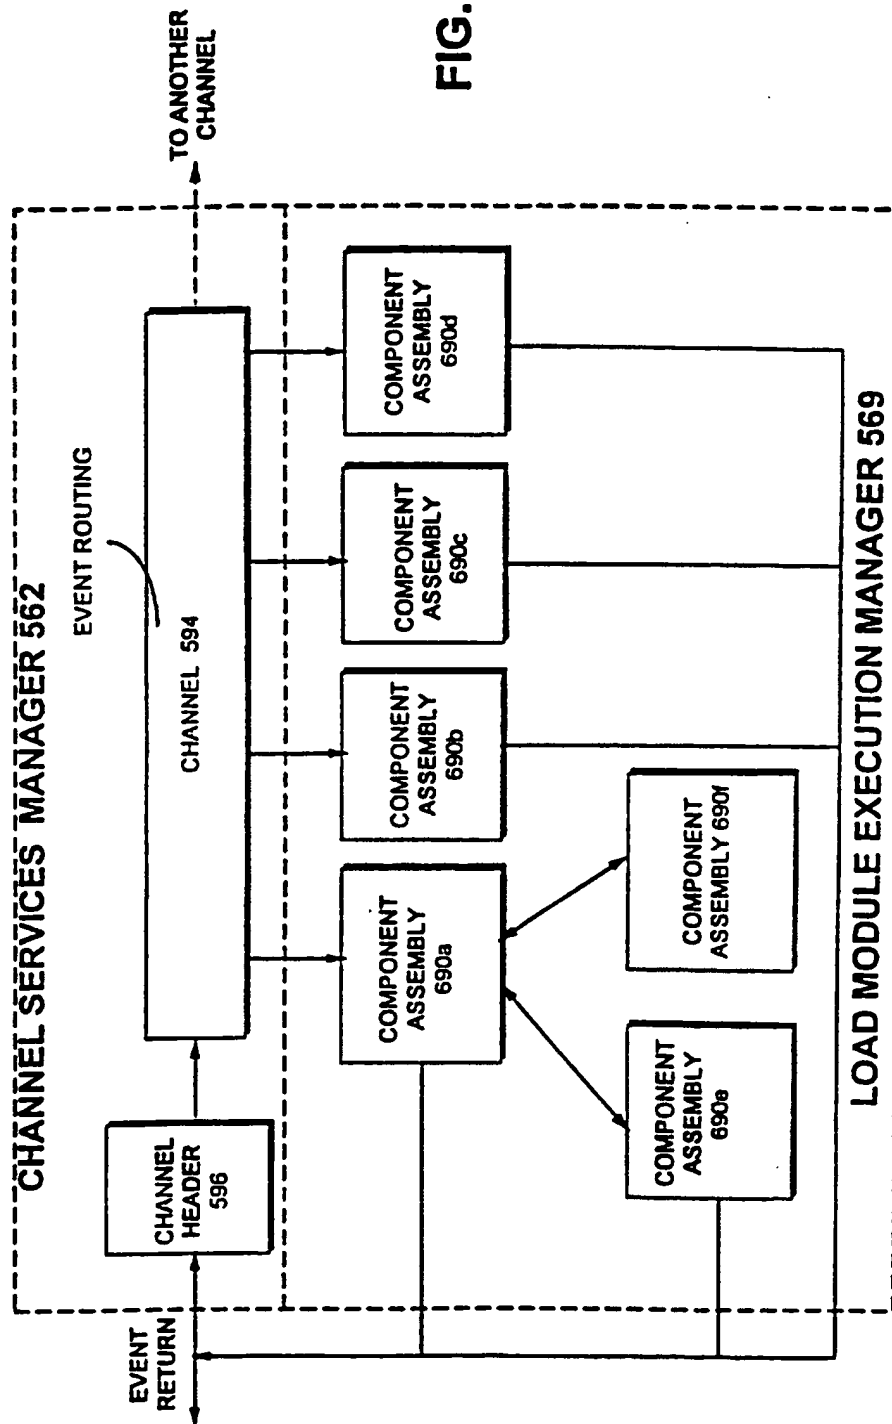 CHANNEL SERVICES MANAGER 562
EVENT ROUTING
CHANNEL 594
TO ANOTHER
CHANNEL
CHANNEL
HEADER
596
EVENT
RETURN
COMPONENT
ASSEMBLY
690a
COMPONENT
ASSEMBLY
690b
COMPONENT
ASSEMBLY
690c
COMPONENT
ASSEMBLY
690d
COMPONENT
ASSEMBLY
690e
COMPONENT
ASSEMBLY 690f
LOAD MODULE EXECUTION MANAGER 569
FIG.